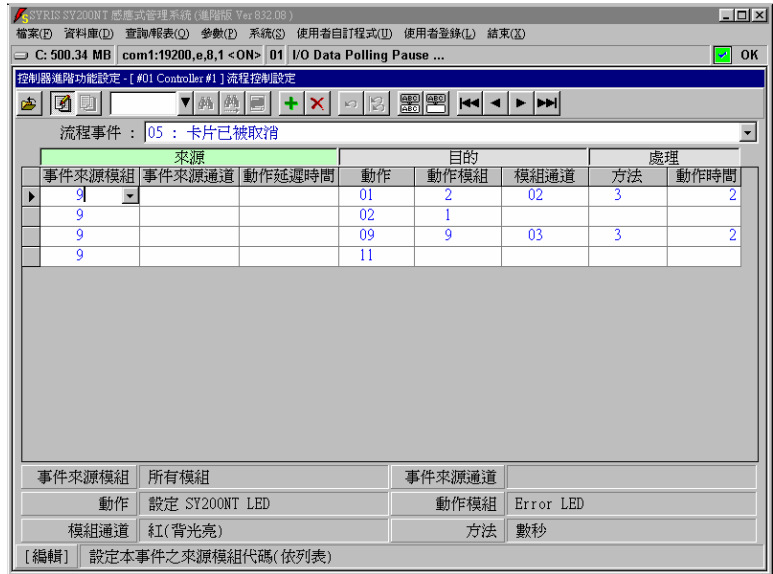 SYRIS SY200NT 感應式管理系統 (進階版 Ver 832.08 )
檔案(F) 資料庫(D) 查詢/報表(Q) 參數(P) 系統(S) 使用者自訂程式(U) 使用者登錄(L) 結束(X)
C: 500.34 MB com1:19200,e,8,1 <ON> 01 I/O Data Polling Pause ... OK
控制器進階功能設定 - [ #01 Controller #1 ] 流程控制設定
ABC ABC ABC
流程事件 : 05 : 卡片已被取消
來源 目的 處理
事件來源模組 事件來源通道 動作延遲時間 動作 動作模組 模組通道 方法 動作時間
9 01 2 02 3 2
9 02 1
9 09 9 03 3 2
9 11
事件來源模組 所有模組 事件來源通道
動作 設定 SY200NT LED 動作模組 Error LED
模組通道 紅(背光亮) 方法 數秒
[編輯] 設定本事件之來源模組代碼(依列表)